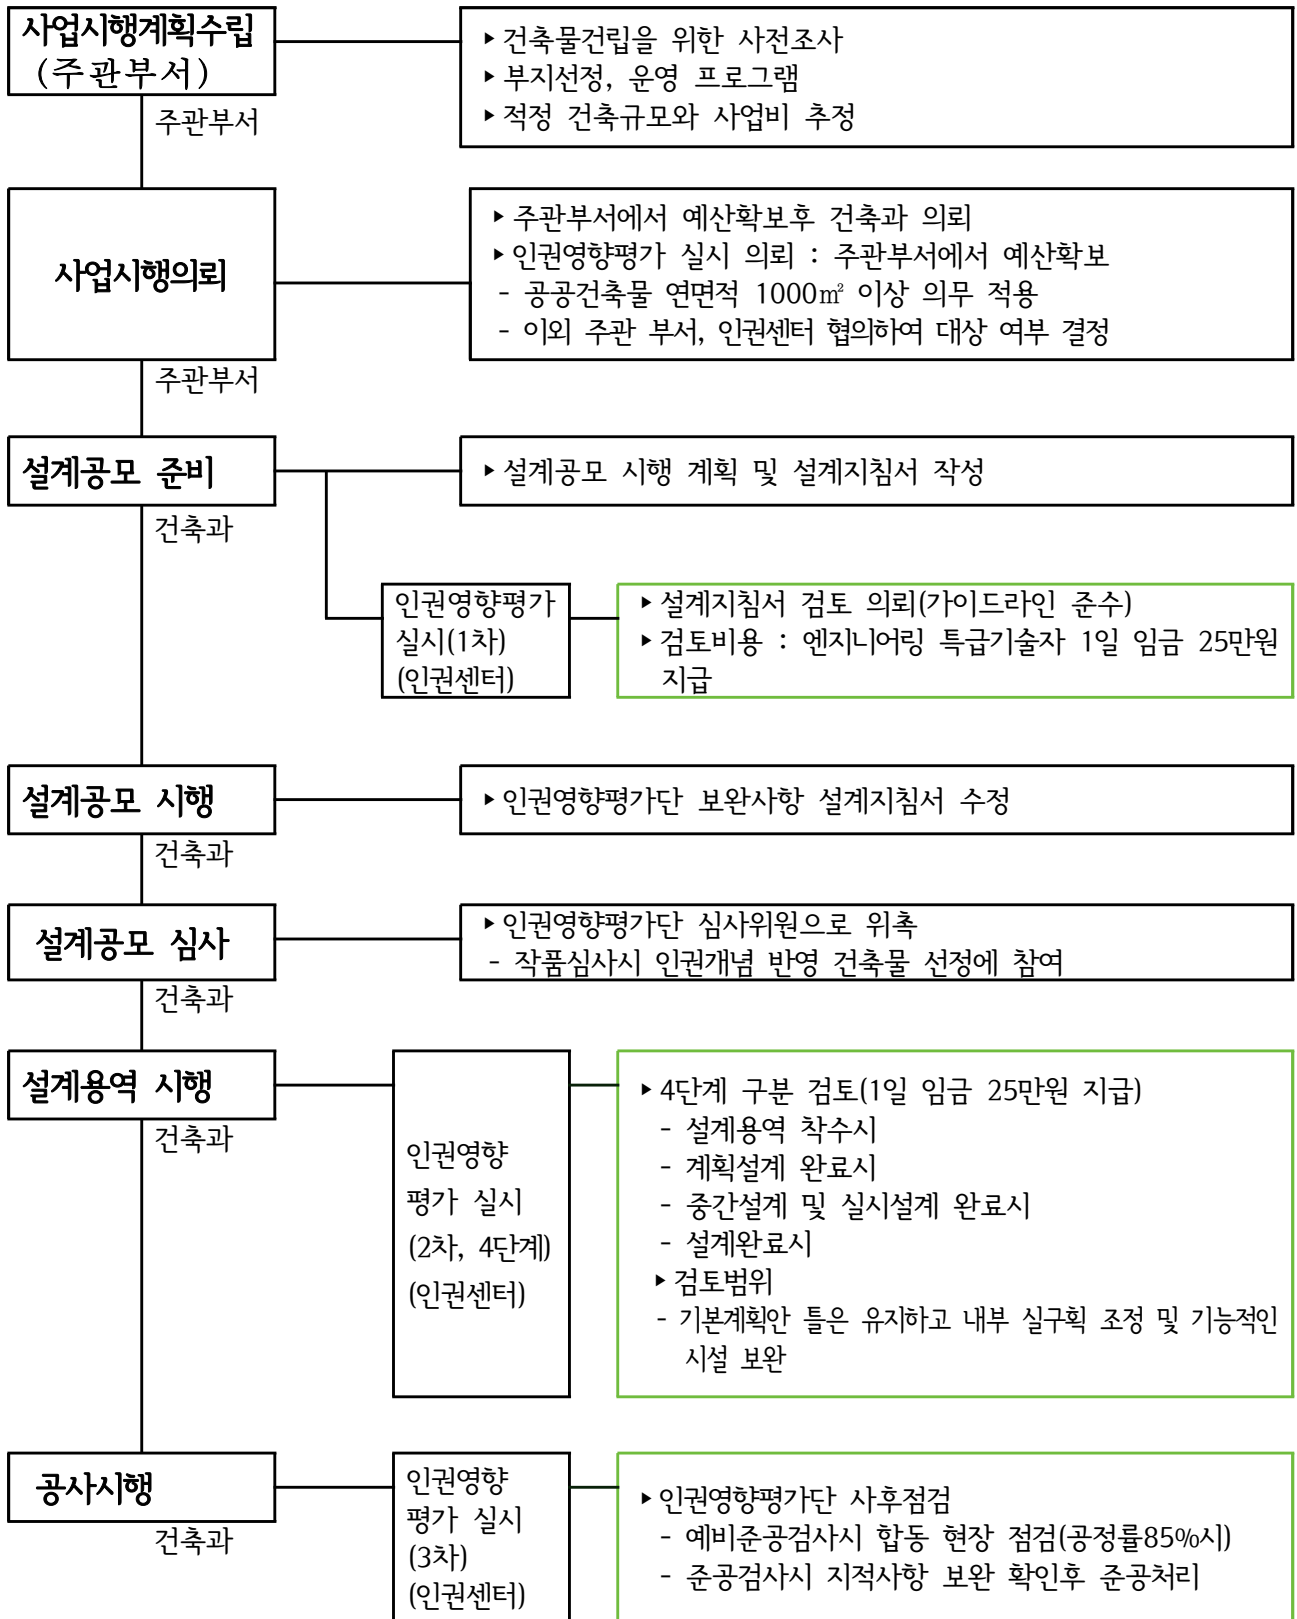 사업시행계획수립
(주관부서)
▸건축물건립을 위한 사전조사
▸부지선정, 운영 프로그램
▸적정 건축규모와 사업비 추정
주관부서
사업시행의뢰
▸주관부서에서 예산확보후 건축과 의뢰
▸인권영향평가 실시 의뢰 : 주관부서에서 예산확보
- 공공건축물 연면적 1000㎡ 이상 의무 적용
- 이외 주관 부서, 인권센터 협의하여 대상 여부 결정
주관부서
설계공모 준비
▸설계공모 시행 계획 및 설계지침서 작성
건축과
인권영향평가
실시(1차)
(인권센터)
▸설계지침서 검토 의뢰(가이드라인 준수)
▸검토비용 : 엔지니어링 특급기술자 1일 임금 25만원
지급
설계공모 시행
▸인권영향평가단 보완사항 설계지침서 수정
건축과
설계공모 심사
▸인권영향평가단 심사위원으로 위촉
- 작품심사시 인권개념 반영 건축물 선정에 참여
건축과
설계용역 시행
건축과
인권영향
평가 실시
(2차, 4단계)
(인권센터)
▸4단계 구분 검토(1일 임금 25만원 지급)
- 설계용역 착수시
- 계획설계 완료시
- 중간설계 및 실시설계 완료시
- 설계완료시
▸검토범위
- 기본계획안 틀은 유지하고 내부 실구획 조정 및 기능적인
시설 보완
공사시행
건축과
인권영향
평가 실시
(3차)
(인권센터)
▸인권영향평가단 사후점검
- 예비준공검사시 합동 현장 점검(공정률85%시)
- 준공검사시 지적사항 보완 확인후 준공처리